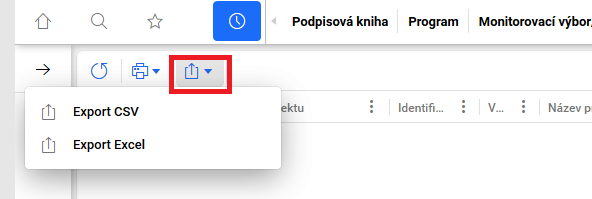 Podpisová kniha Program Monitorovací výbor,
Export CSV
Export Excel
ektu Identifi... V... Název